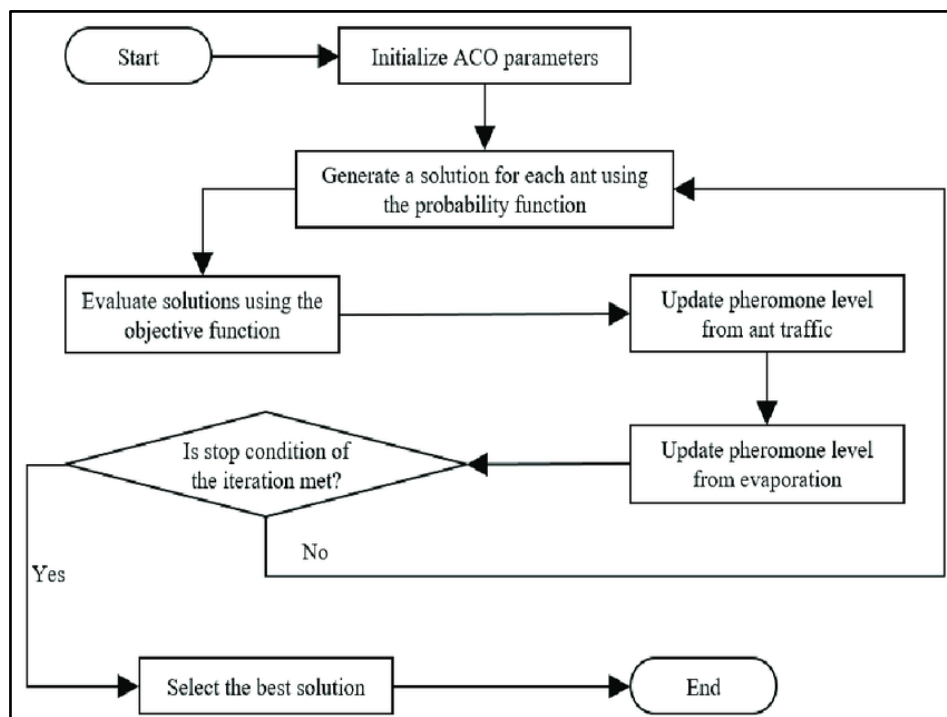 Start
Initialize ACO parameters
Generate a solution for each ant using
the probability function
Evaluate solutions using the
objective function
Update pheromone level
from ant traffic
Update pheromone level
from evaporation
Is stop condition of
the iteration met?
No
Yes
Select the best solution
End